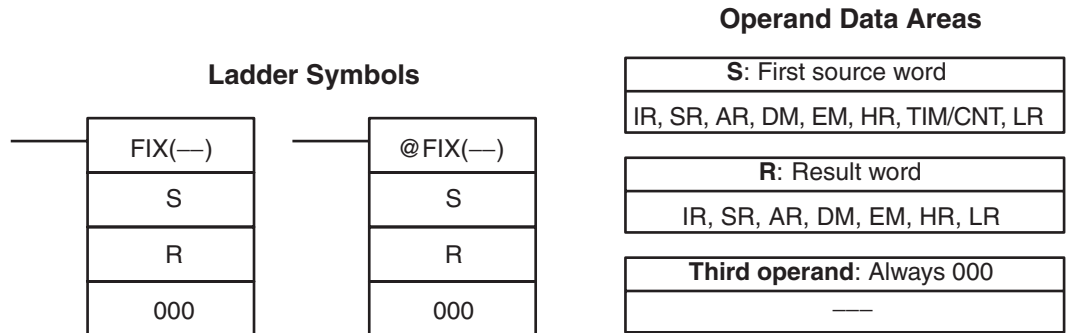 Ladder Symbols
FIX(––)
S
R
000
@FIX(––)
S
R
000
Operand Data Areas
S: First source word
IR, SR, AR, DM, EM, HR, TIM/CNT, LR
R: Result word
IR, SR, AR, DM, EM, HR, LR
Third operand: Always 000
–––